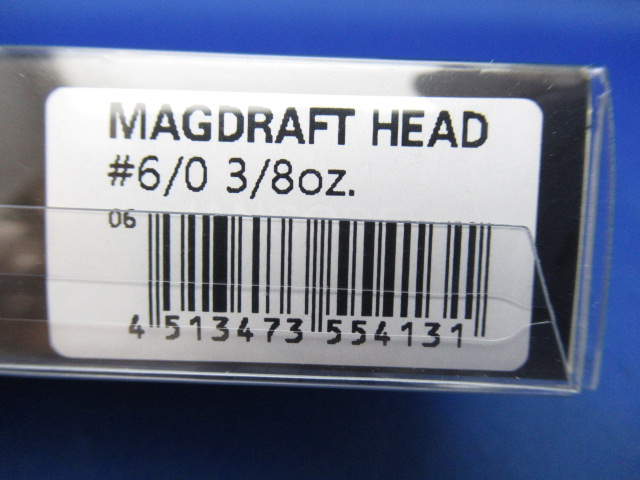 MAGDRAFT HEAD
#6/0 3/8oz.
06
4 513473 554131